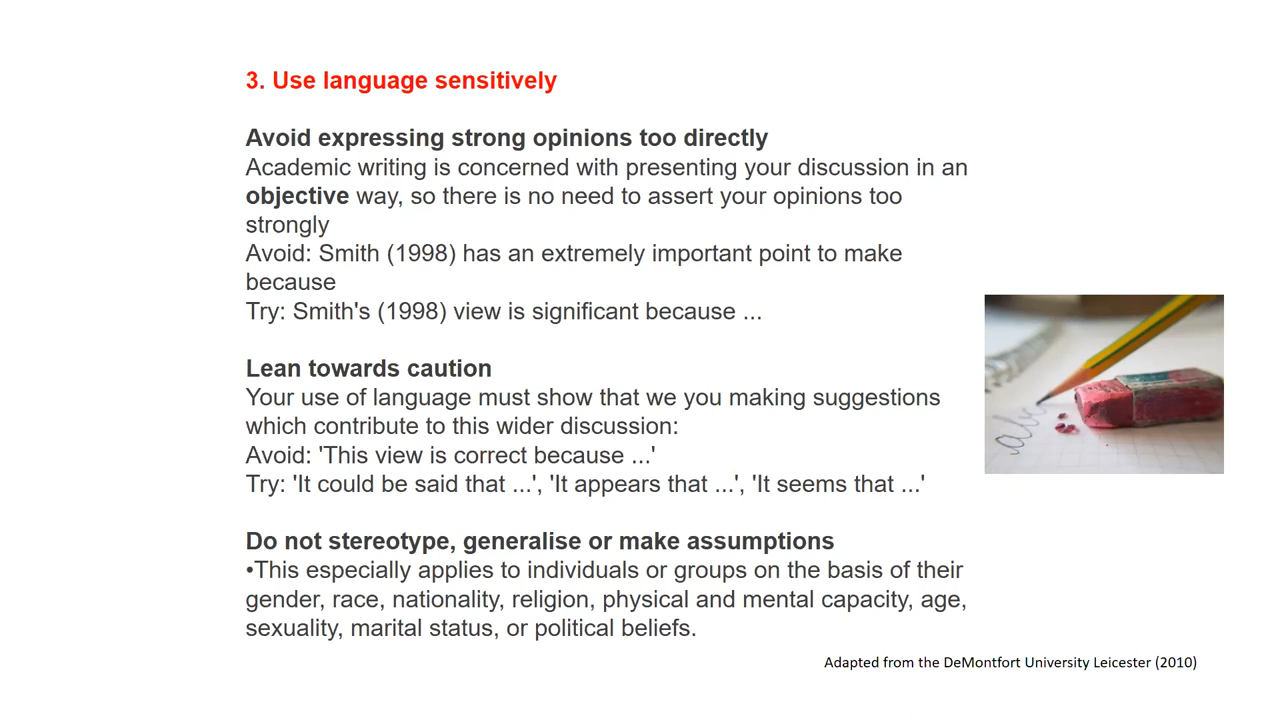 3. Use language sensitively
Avoid expressing strong opinions too directly
Academic writing is concerned with presenting your discussion in an
objective way, so there is no need to assert your opinions too
strongly
Avoid: Smith (1998) has an extremely important point to make
because
Try: Smith's (1998) view is significant because ...
Lean towards caution
Your use of language must show that we you making suggestions
which contribute to this wider discussion:
Avoid: 'This view is correct because ...'
Try: 'It could be said that ...', 'It appears that ...', 'It seems that ...'
Do not stereotype, generalise or make assumptions
•This especially applies to individuals or groups on the basis of their
gender, race, nationality, religion, physical and mental capacity, age,
sexuality, marital status, or political beliefs.
abc
Adapted from the DeMontfort University Leicester (2010)